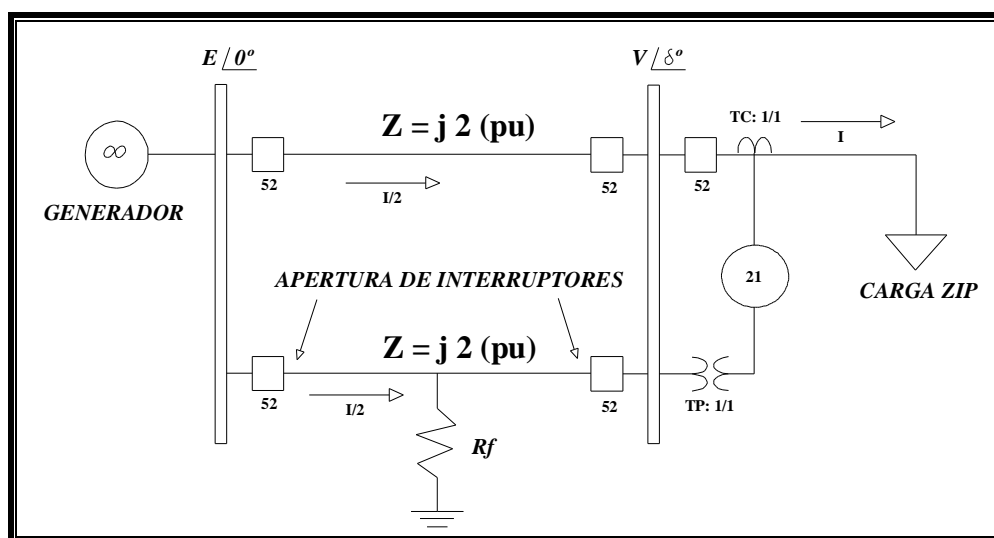 E /0º
V /δº
TC: 1/1
Z = j 2 (pu)
I
∞
52
52
52
I/2
GENERADOR
21
APERTURA DE INTERRUPTORES
CARGA ZIP
Z = j 2 (pu)
52
I/2
52
TP: 1/1
Rf